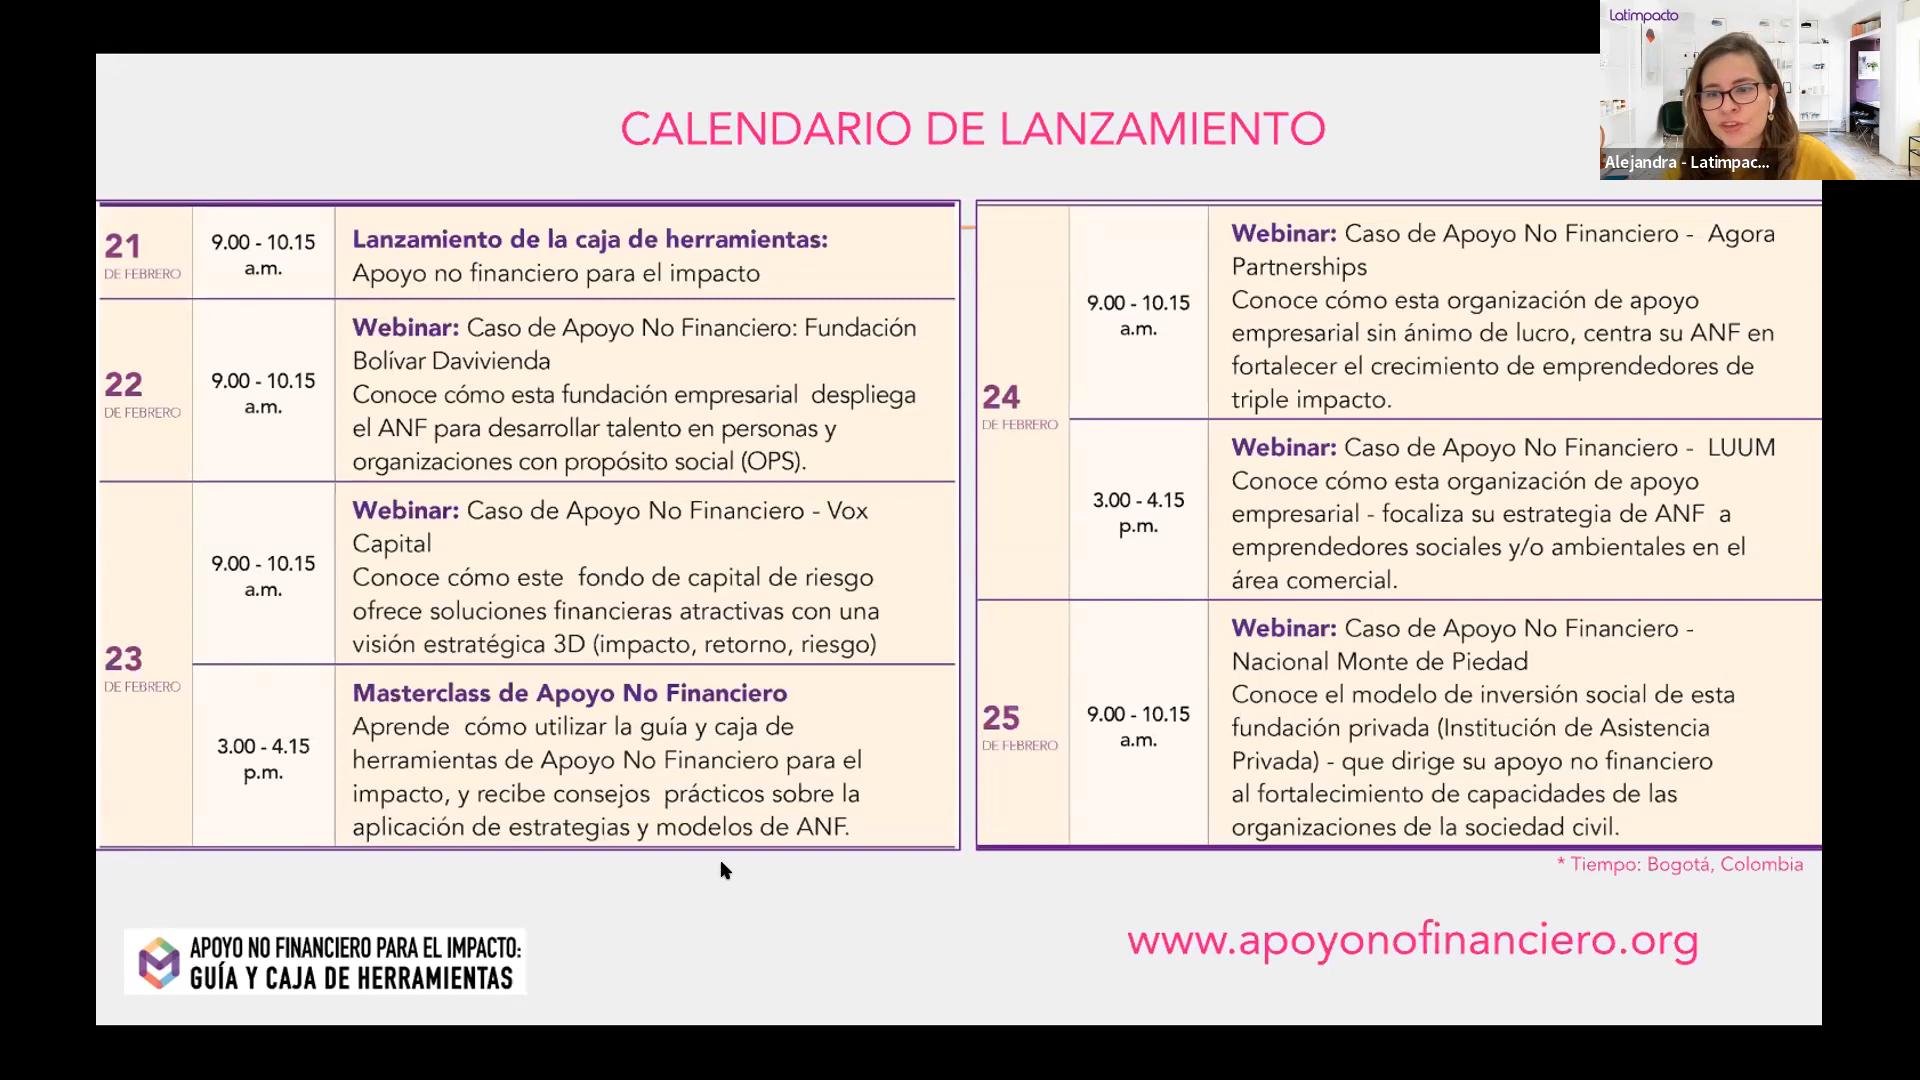 Latimpacto
Alejandra - Latimpac...
CALENDARIO DE LANZAMIENTO
21
DE FEBRERO
9.00 - 10.15
a.m.
Lanzamiento de la caja de herramientas:
Apoyo no financiero para el impacto
22
DE FEBRERO
9.00 - 10.15
a.m.
Webinar: Caso de Apoyo No Financiero: Fundación
Bolívar Davivienda
Conoce cómo esta fundación empresarial despliega
el ANF para desarrollar talento en personas y
organizaciones con propósito social (OPS).
23
DE FEBRERO
9.00 - 10.15
a.m.
Webinar: Caso de Apoyo No Financiero - Vox
Capital
Conoce cómo este fondo de capital de riesgo
ofrece soluciones financieras atractivas con una
visión estratégica 3D (impacto, retorno, riesgo)
3.00 - 4.15
p.m.
Masterclass de Apoyo No Financiero
Aprende cómo utilizar la guía y caja de
herramientas de Apoyo No Financiero para el
impacto, y recibe consejos prácticos sobre la
aplicación de estrategias y modelos de ANF.
24
DE FEBRERO
9.00 - 10.15
a.m.
Webinar: Caso de Apoyo No Financiero - Agora
Partnerships
Conoce cómo esta organización de apoyo
empresarial sin ánimo de lucro, centra su ANF en
fortalecer el crecimiento de emprendedores de
triple impacto.
3.00 - 4.15
p.m.
Webinar: Caso de Apoyo No Financiero - LUUM
Conoce cómo esta organización de apoyo
empresarial - focaliza su estrategia de ANF a
emprendedores sociales y/o ambientales en el
área comercial.
25
DE FEBRERO
9.00 - 10.15
a.m.
Webinar: Caso de Apoyo No Financiero -
Nacional Monte de Piedad
Conoce el modelo de inversión social de esta
fundación privada (Institución de Asistencia
Privada) - que dirige su apoyo no financiero
al fortalecimiento de capacidades de las
organizaciones de la sociedad civil.
* Tiempo: Bogotá, Colombia
APOYO NO FINANCIERO PARA EL IMPACTO:
GUÍA Y CAJA DE HERRAMIENTAS
www.apoyonofinanciero.org